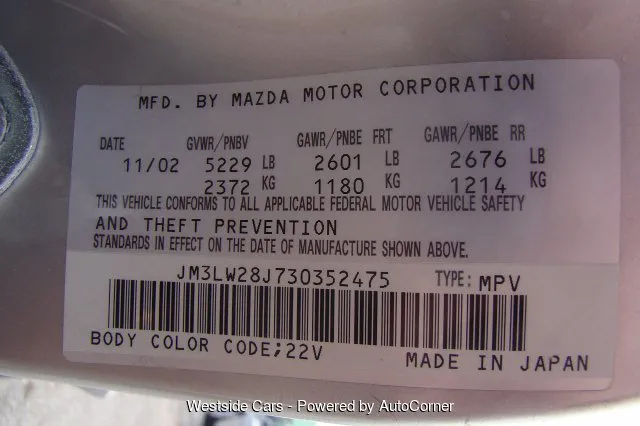 MFD. BY MAZDA MOTOR CORPORATION
DATE GVWR/PNBV GAWR/PNBE FRT GAWR/PNBE RR
11/02 5229 LB 2601 LB 2676 LB
2372 KG 1180 KG 1214 KG
THIS VEHICLE CONFORMS TO ALL APPLICABLE FEDERAL MOTOR VEHICLE SAFETY
AND THEFT PREVENTION
STANDARDS IN EFFECT ON THE DATE OF MANUFACTURE SHOWN ABOVE.
JM3LW28J730352475 TYPE: MPV
BODY COLOR CODE;22V MADE IN JAPAN
Westside Cars - Powered by AutoCorner